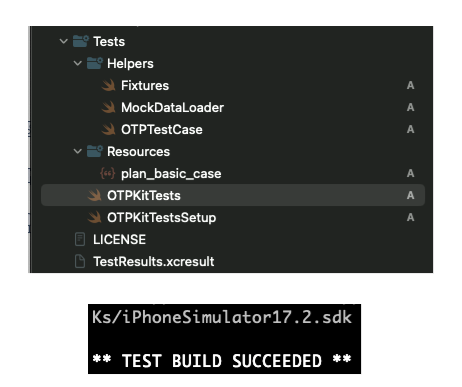 Tests
Helpers
Fixtures A
MockDataLoader A
OTPTestCase A
Resources
plan_basic_case A
OTPKitTests A
OTPKitTestsSetup A
LICENSE
TestResults.xcresult
Ks/iPhoneSimulator17.2.sdk
** TEST BUILD SUCCEEDED **